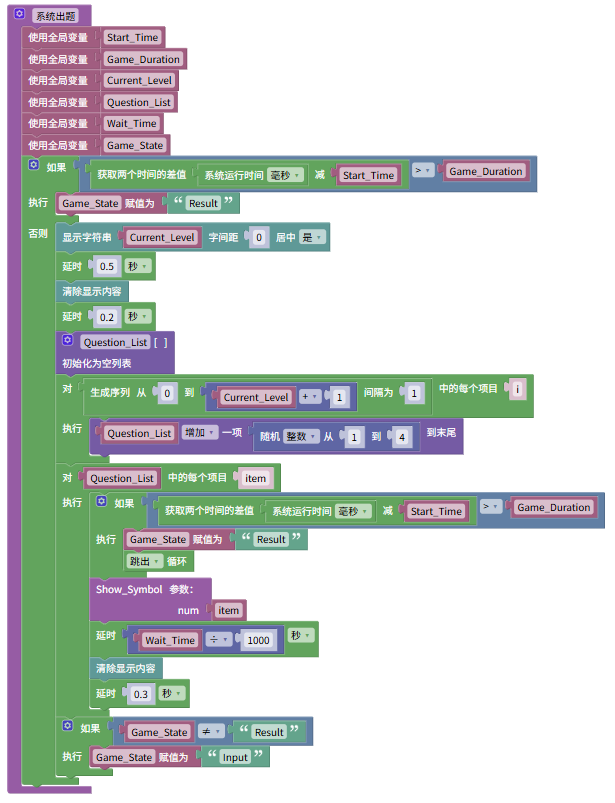 系统出题
使用全局变量 Start_Time
使用全局变量 Game_Duration
使用全局变量 Current_Level
使用全局变量 Question_List
使用全局变量 Wait_Time
使用全局变量 Game_State
如果 获取两个时间的差值 系统运行时间 毫秒 减 Start_Time > Game_Duration
执行 Game_State 赋值为 “ Result ”
否则 显示字符串 Current_Level 字间距 0 居中 是
延时 0.5 秒
清除显示内容
延时 0.2 秒
Question_List [ ]
初始化为空列表
对 生成序列 从 0 到 Current_Level + 1 间隔为 1 中的每个项目 i
执行 Question_List 增加 一项 随机 整数 从 1 到 4 到末尾
对 Question_List 中的每个项目 item
执行 如果 获取两个时间的差值 系统运行时间 毫秒 减 Start_Time > Game_Duration
执行 Game_State 赋值为 “ Result ”
跳出 循环
Show_Symbol 参数:
num item
延时 Wait_Time ÷ 1000 秒
清除显示内容
延时 0.3 秒
如果 Game_State ≠ “ Result ”
执行 Game_State 赋值为 “ Input ”